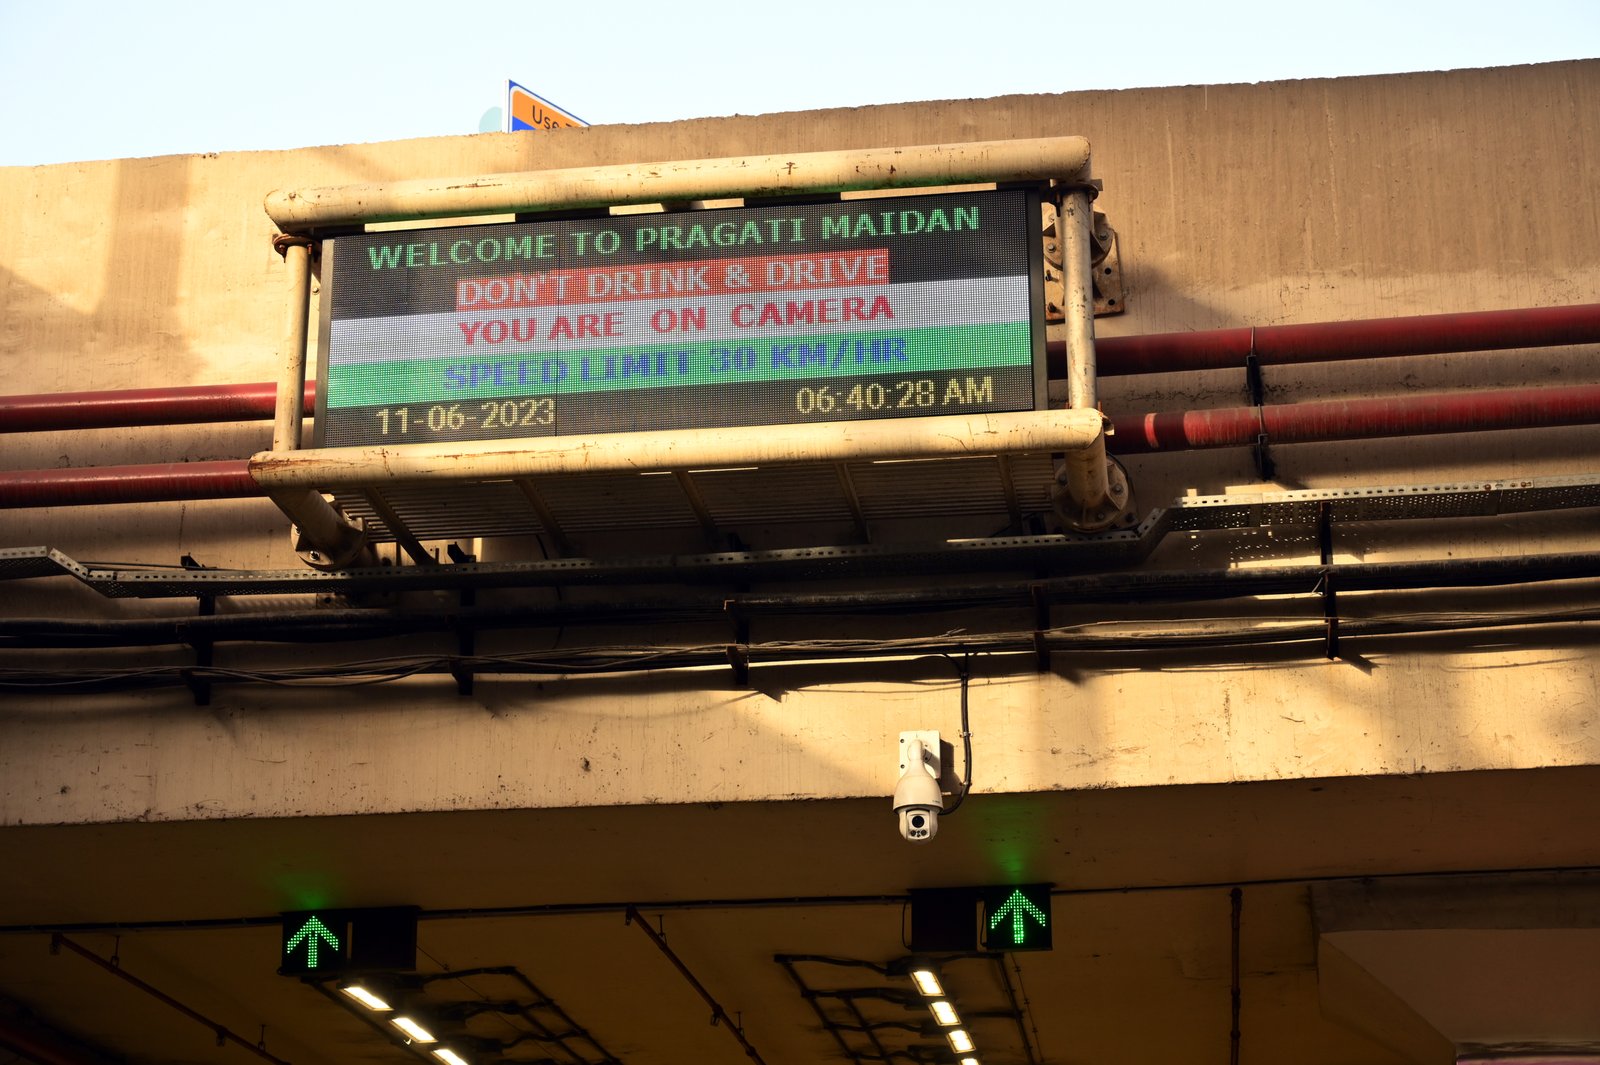 Use
WELCOME TO PRAGATI MAIDAN
DON'T DRINK & DRIVE
YOU ARE ON CAMERA
SPEED LIMIT 30 KM/HR
11-06-2023 06:40:28 AM